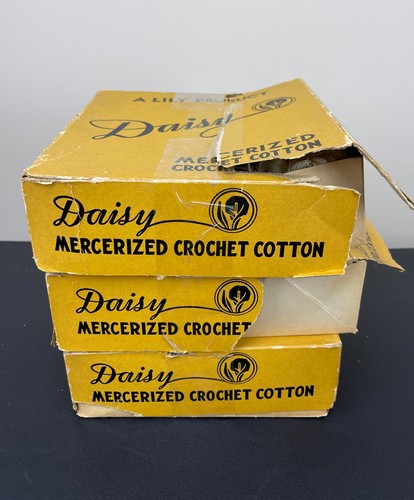 A LILY PRODUCT
Daisy
MERCERIZED
CROCHET COTTON
Daisy
MERCERIZED CROCHET COTTON
Daisy
MERCERIZED CROCHET
Daisy
MERCERIZED CROCHET COTTON